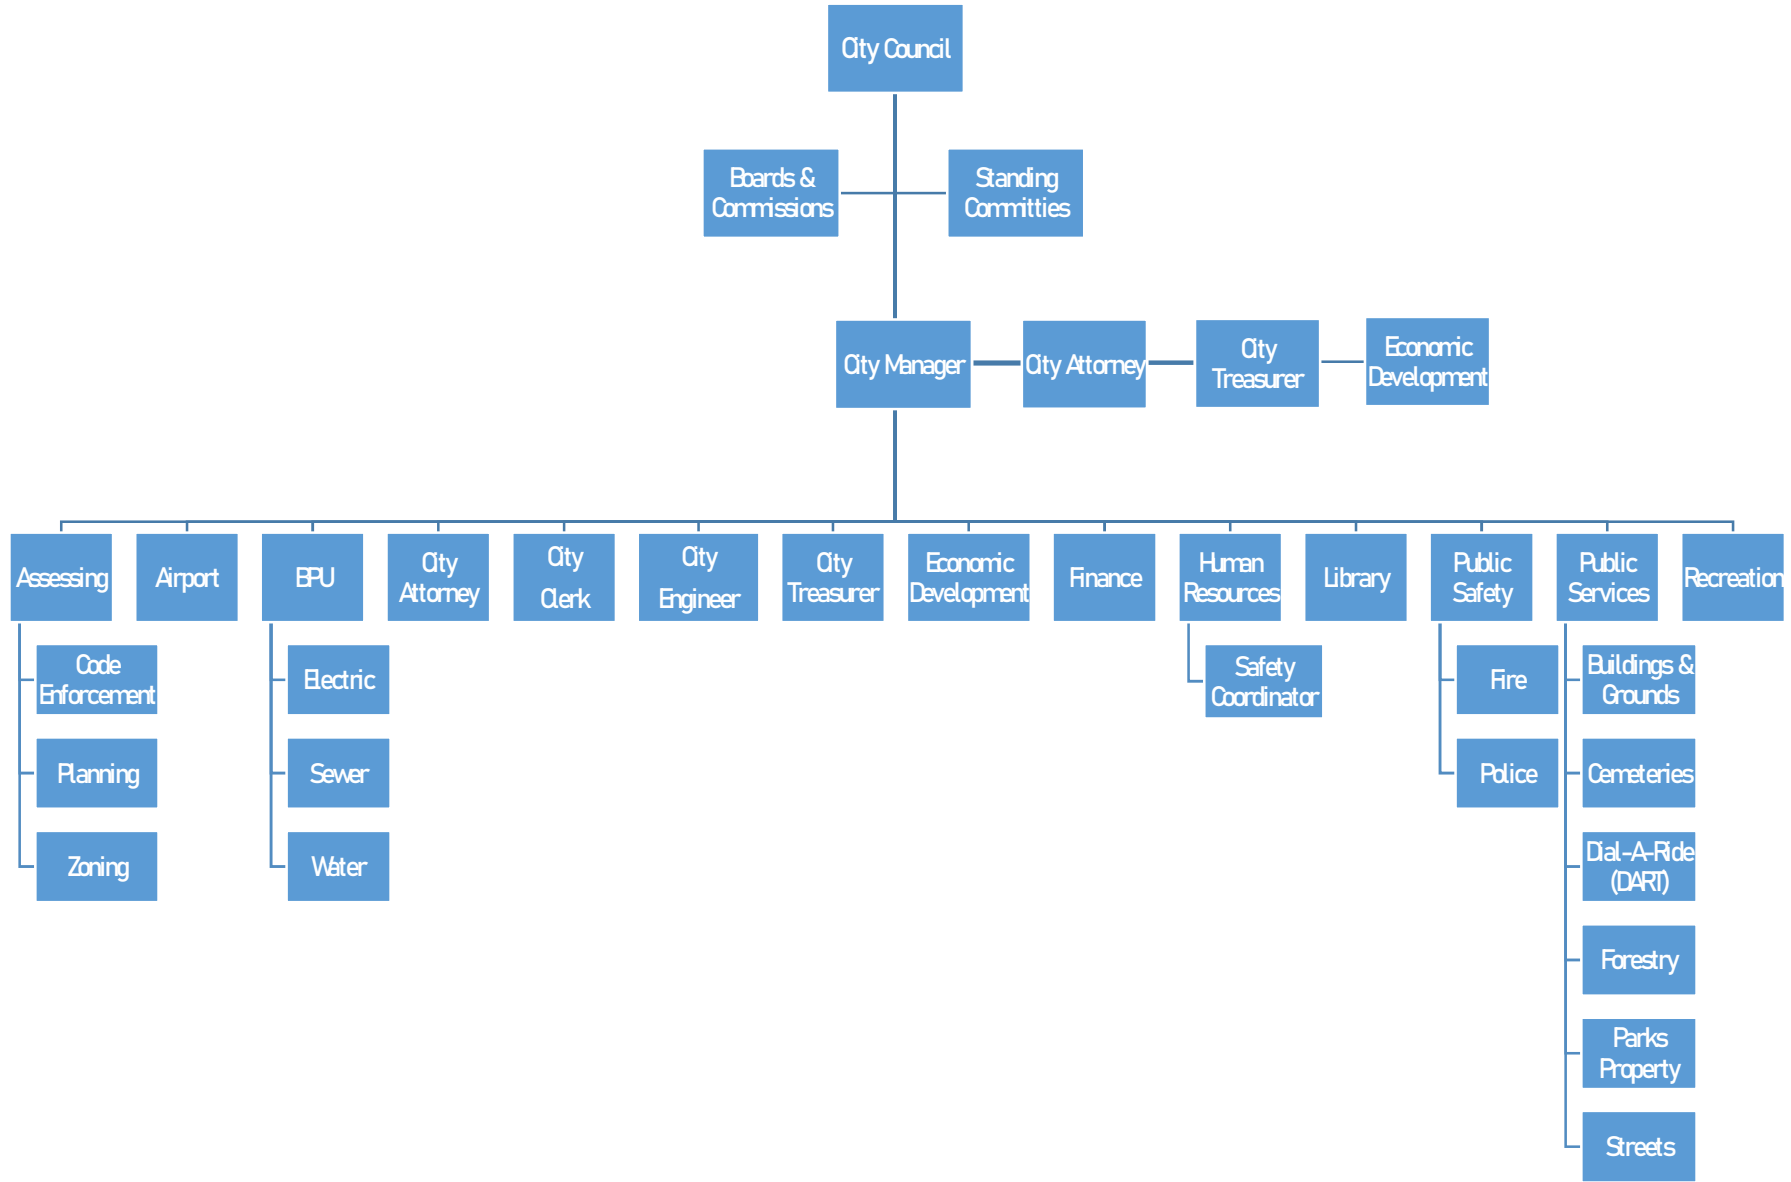 City Council
Boards &
Commissions
Standing
Committies
City Manager
City Attorney
City
Treasurer
Economic
Development
Assessing
Airport
BPU
City
Attorney
City
Clerk
City
Engineer
City
Treasurer
Economic
Development
Finance
Human
Resources
Library
Public
Safety
Public
Services
Recreation
Code
Enforcement
Planning
Zoning
Electric
Sewer
Water
Safety
Coordinator
Fire
Police
Buildings &
Grounds
Cemeteries
Dial-A-Ride
(DART)
Forestry
Parks
Property
Streets